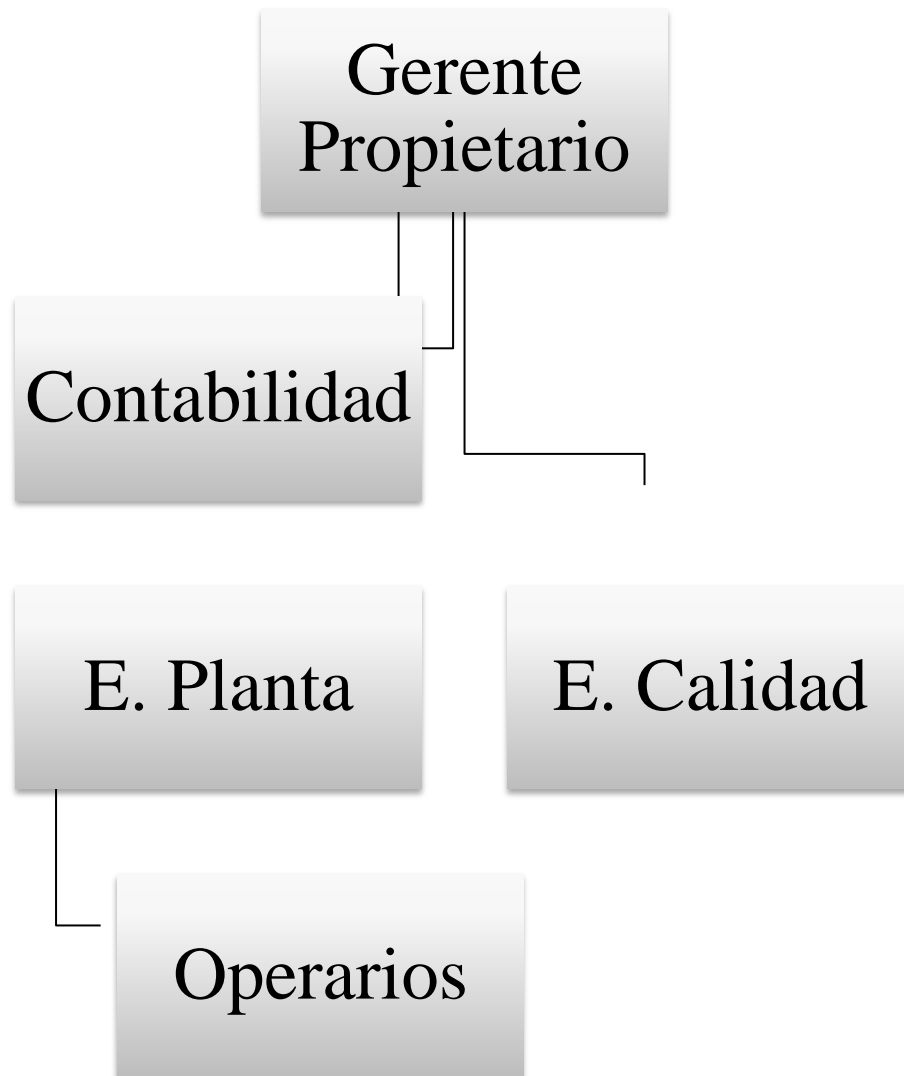 Gerente
Propietario
Contabilidad
E. Planta
E. Calidad
Operarios